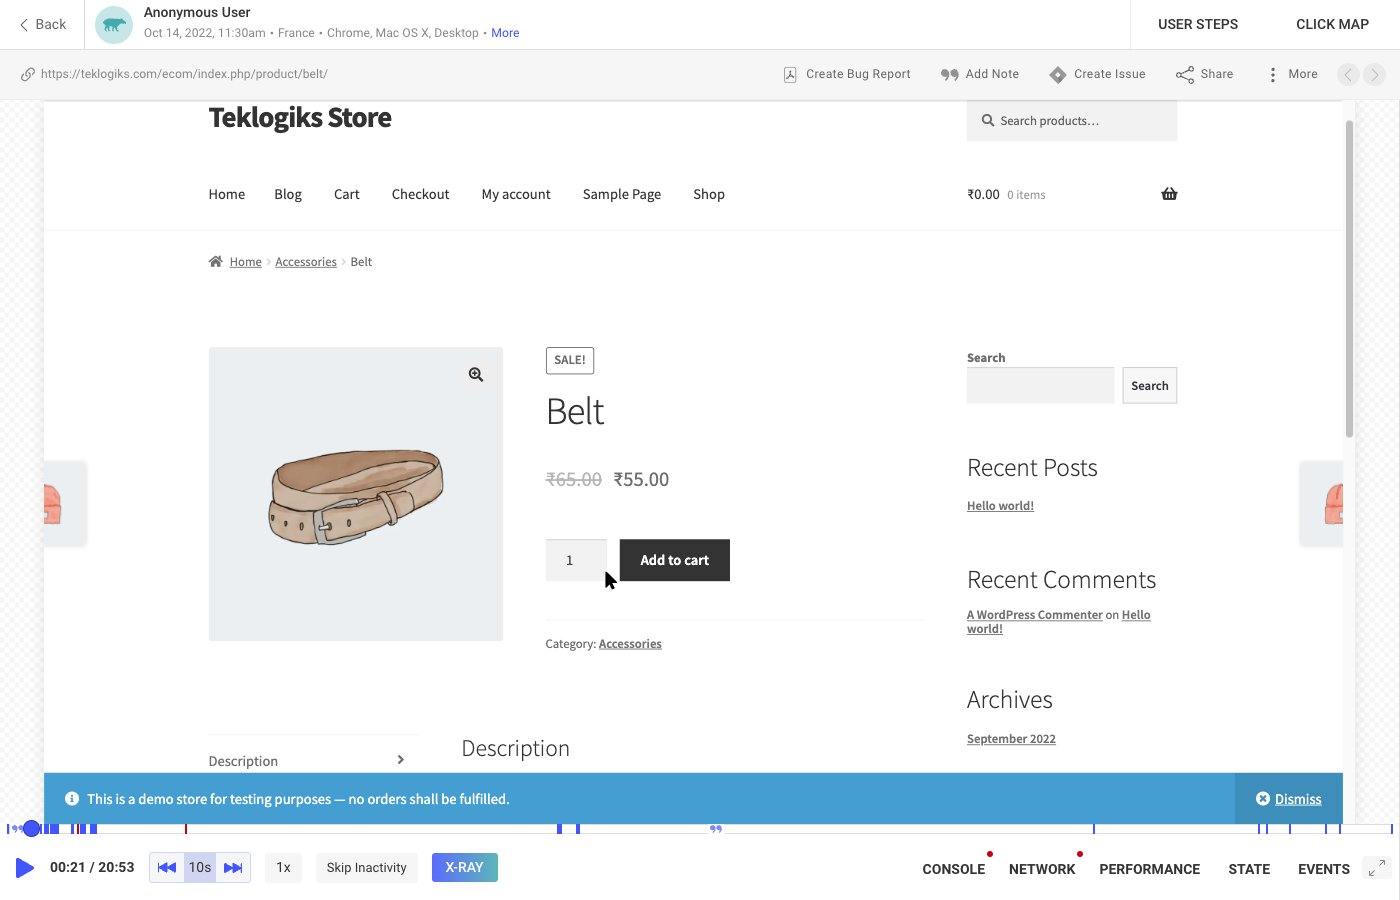 Back
Anonymous User
Oct 14, 2022, 11:30am • France • Chrome, Mac OS X, Desktop • More
USER STEPS
CLICK MAP
https://teklogiks.com/ecom/index.php/product/belt/
Create Bug Report
Add Note
Create Issue
Share
More
Teklogiks Store
Search products…
Home
Blog
Cart
Checkout
My account
Sample Page
Shop
₹0.00 0 items
Home › Accessories › Belt
SALE!
Belt
₹65.00 ₹55.00
1
Add to cart
Category: Accessories
Search
Search
Recent Posts
Hello world!
Recent Comments
A WordPress Commenter on Hello
world!
Archives
September 2022
Description
Description
This is a demo store for testing purposes — no orders shall be fulfilled.
Dismiss
00:21 / 20:53
10s
1x
Skip Inactivity
X-RAY
CONSOLE
NETWORK
PERFORMANCE
STATE
EVENTS